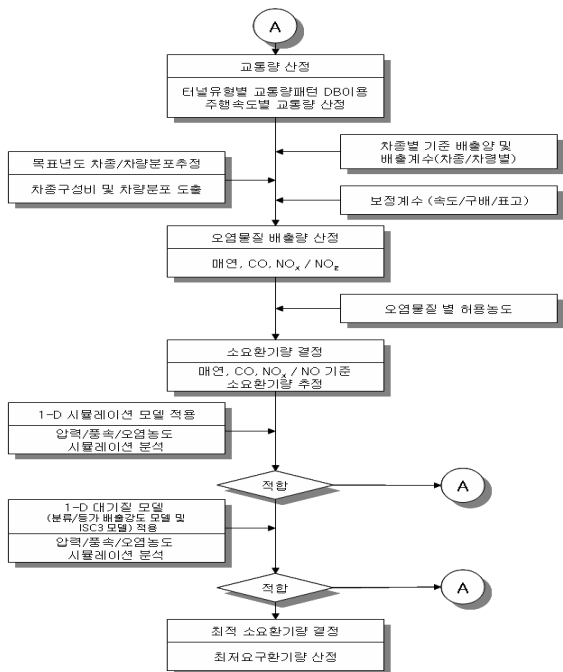 A
교통량 산정
터널유형별 교통량패턴 DB이용
주행속도별 교통량 산정
차종별 기준 배출양 및
배출계수(차종/차령별)
목표년도 차종/차량분포추정
차종구성비 및 차량분포 도출
보정계수 (속도/구배/표고)
오염물질 배출량 산정
매연, CO, NOx / NO2
오염물질 별 허용농도
소요환기량 결정
매연, CO, NOx / NO 기준
소요환기량 추정
1-D 시뮬레이션 모델 적용
압력/풍속/오염농도
시뮬레이션 분석
적합
A
1-D 대기질 모델
(분류/등가 배출강도 모델 및
ISC3 모델) 적용
압력/풍속/오염농도
시뮬레이션 분석
적합
A
최적 소요환기량 결정
최저요구환기량 산정